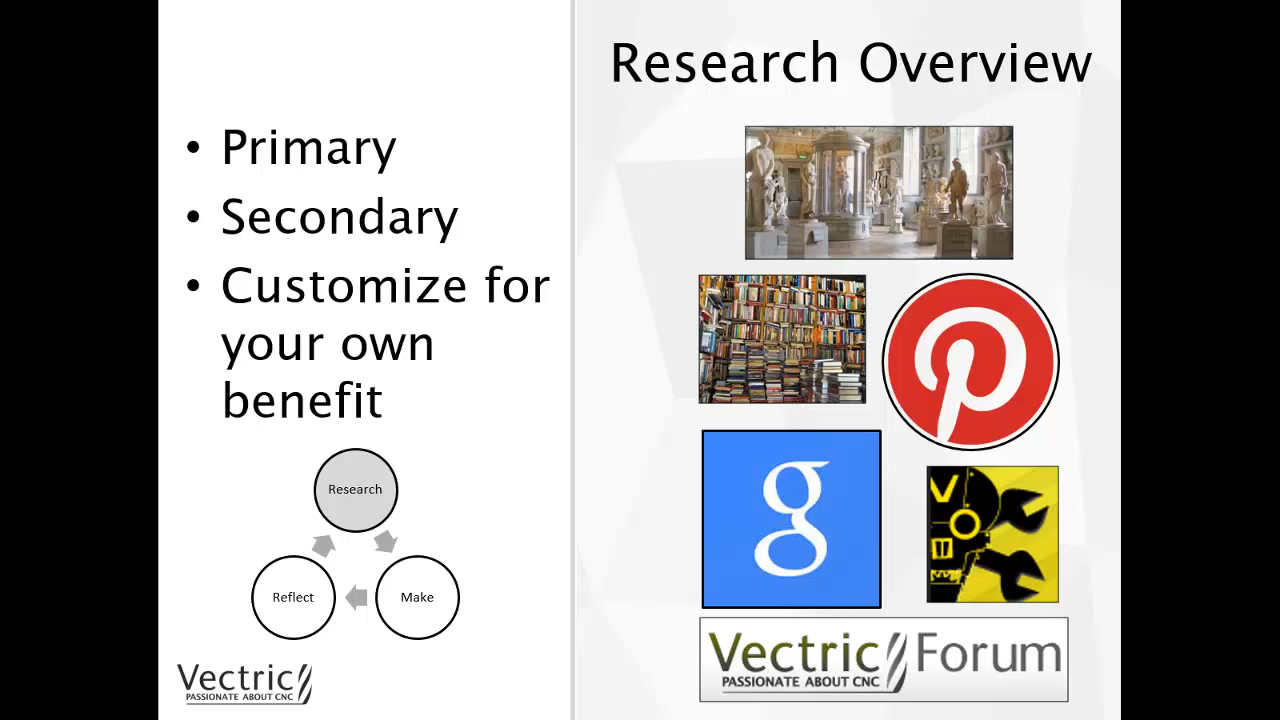 Research Overview
• Primary
• Secondary
• Customize for
your own
benefit
Research
Reflect
Make
Vectric
PASSIONATE ABOUT CNC
g
Vectric Forum
PASSIONATE ABOUT CNC